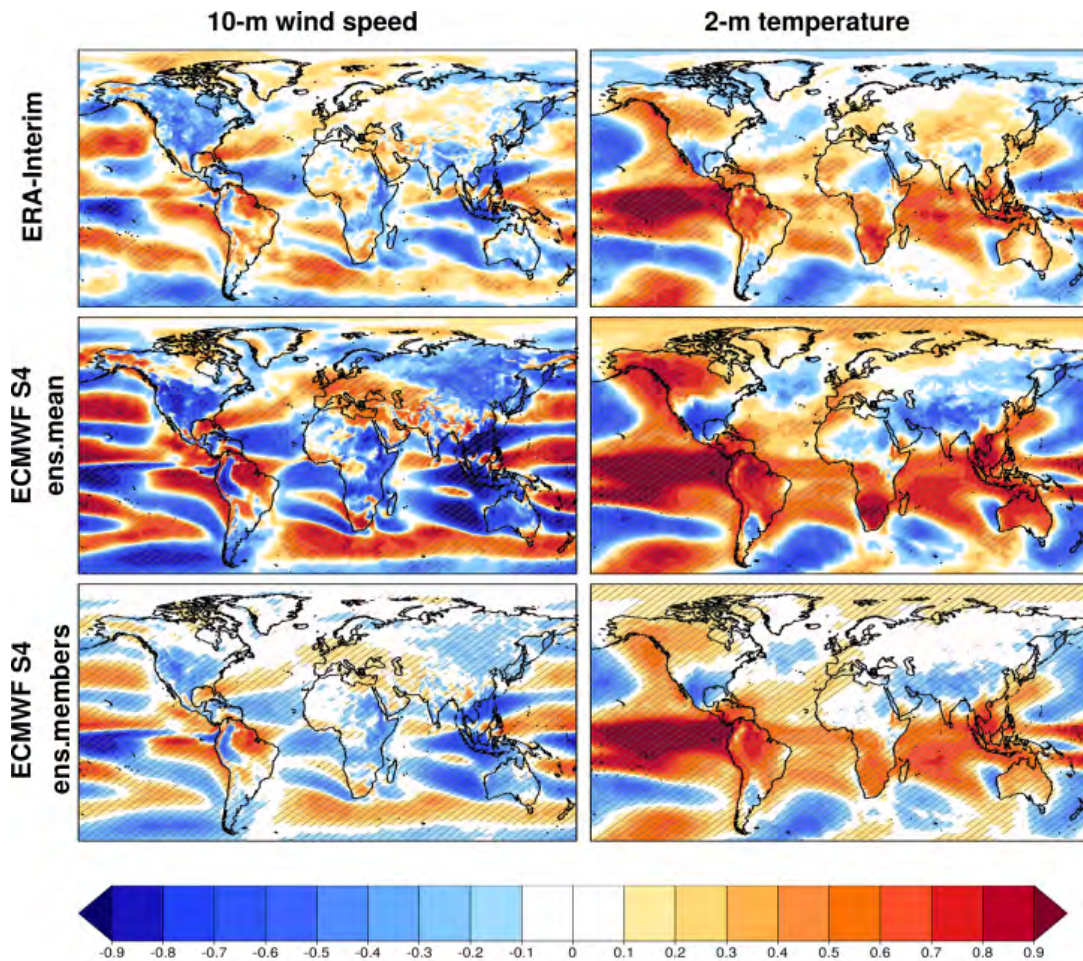 10-m wind speed
2-m temperature
ERA-Interim
ECMWF S4
ens.mean
ECMWF S4
ens.members
-0.9 -0.8 -0.7 -0.6 -0.5 -0.4 -0.3 -0.2 -0.1 0 0.1 0.2 0.3 0.4 0.5 0.6 0.7 0.8 0.9